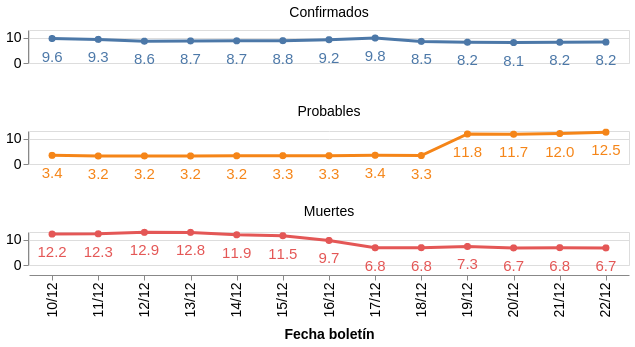 Confirmados
10
0
9.6 9.3 8.6 8.7 8.7 8.8 9.2 9.8 8.5 8.2 8.1 8.2 8.2
Probables
10
0
3.4 3.2 3.2 3.2 3.2 3.3 3.3 3.4 3.3 11.8 11.7 12.0 12.5
Muertes
10
0
12.2 12.3 12.9 12.8 11.9 11.5 9.7 6.8 6.8 7.3 6.7 6.8 6.7
10/12 11/12 12/12 13/12 14/12 15/12 16/12 17/12 18/12 19/12 20/12 21/12 22/12
Fecha boletín